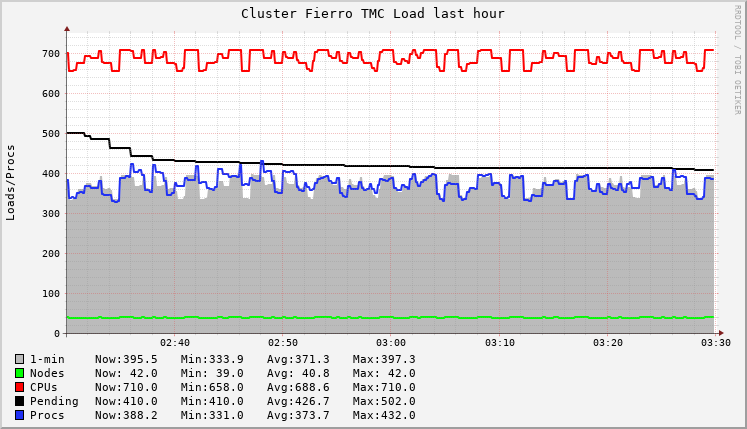 Cluster Fierro TMC Load last hour
RRDTOOL / TOBI OETIKER
Loads/Procs
700
600
500
400
300
200
100
0
02:40 02:50 03:00 03:10 03:20 03:30
1-min Now:395.5 Min:333.9 Avg:371.3 Max:397.3
Nodes Now: 42.0 Min: 39.0 Avg: 40.8 Max: 42.0
CPUs Now:710.0 Min:658.0 Avg:688.6 Max:710.0
Pending Now:410.0 Min:410.0 Avg:426.7 Max:502.0
Procs Now:388.2 Min:331.0 Avg:373.7 Max:432.0